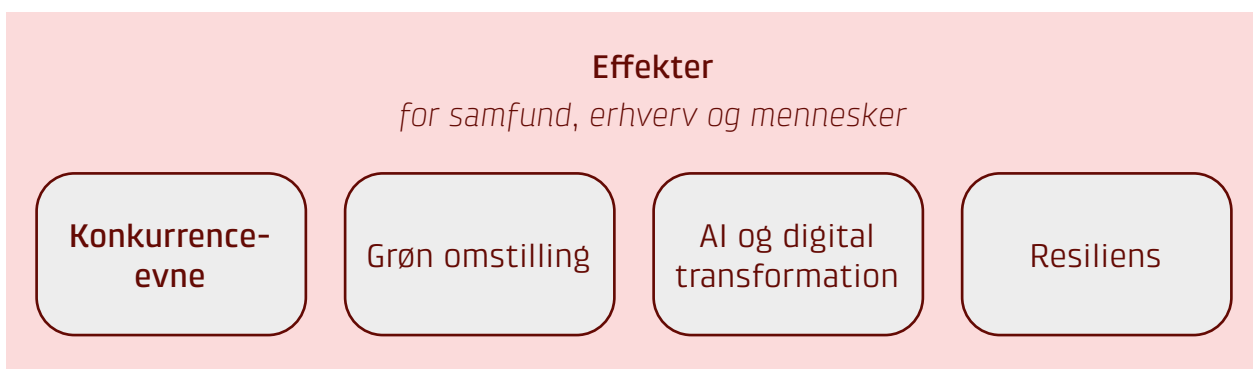 Effekter
for samfund, erhverv og mennesker
Konkurrence-
evne
Grøn omstilling
AI og digital
transformation
Resiliens